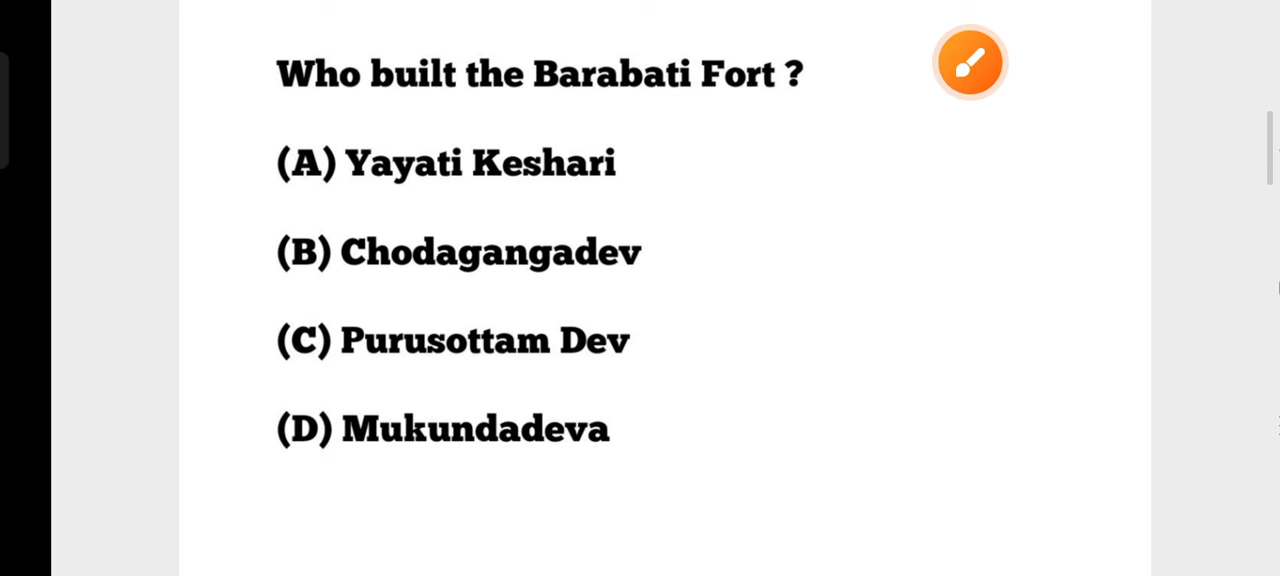 Who built the Barabati Fort ?
(A) Yayati Keshari
(B) Chodagangadev
(C) Purusottam Dev
(D) Mukundadeva